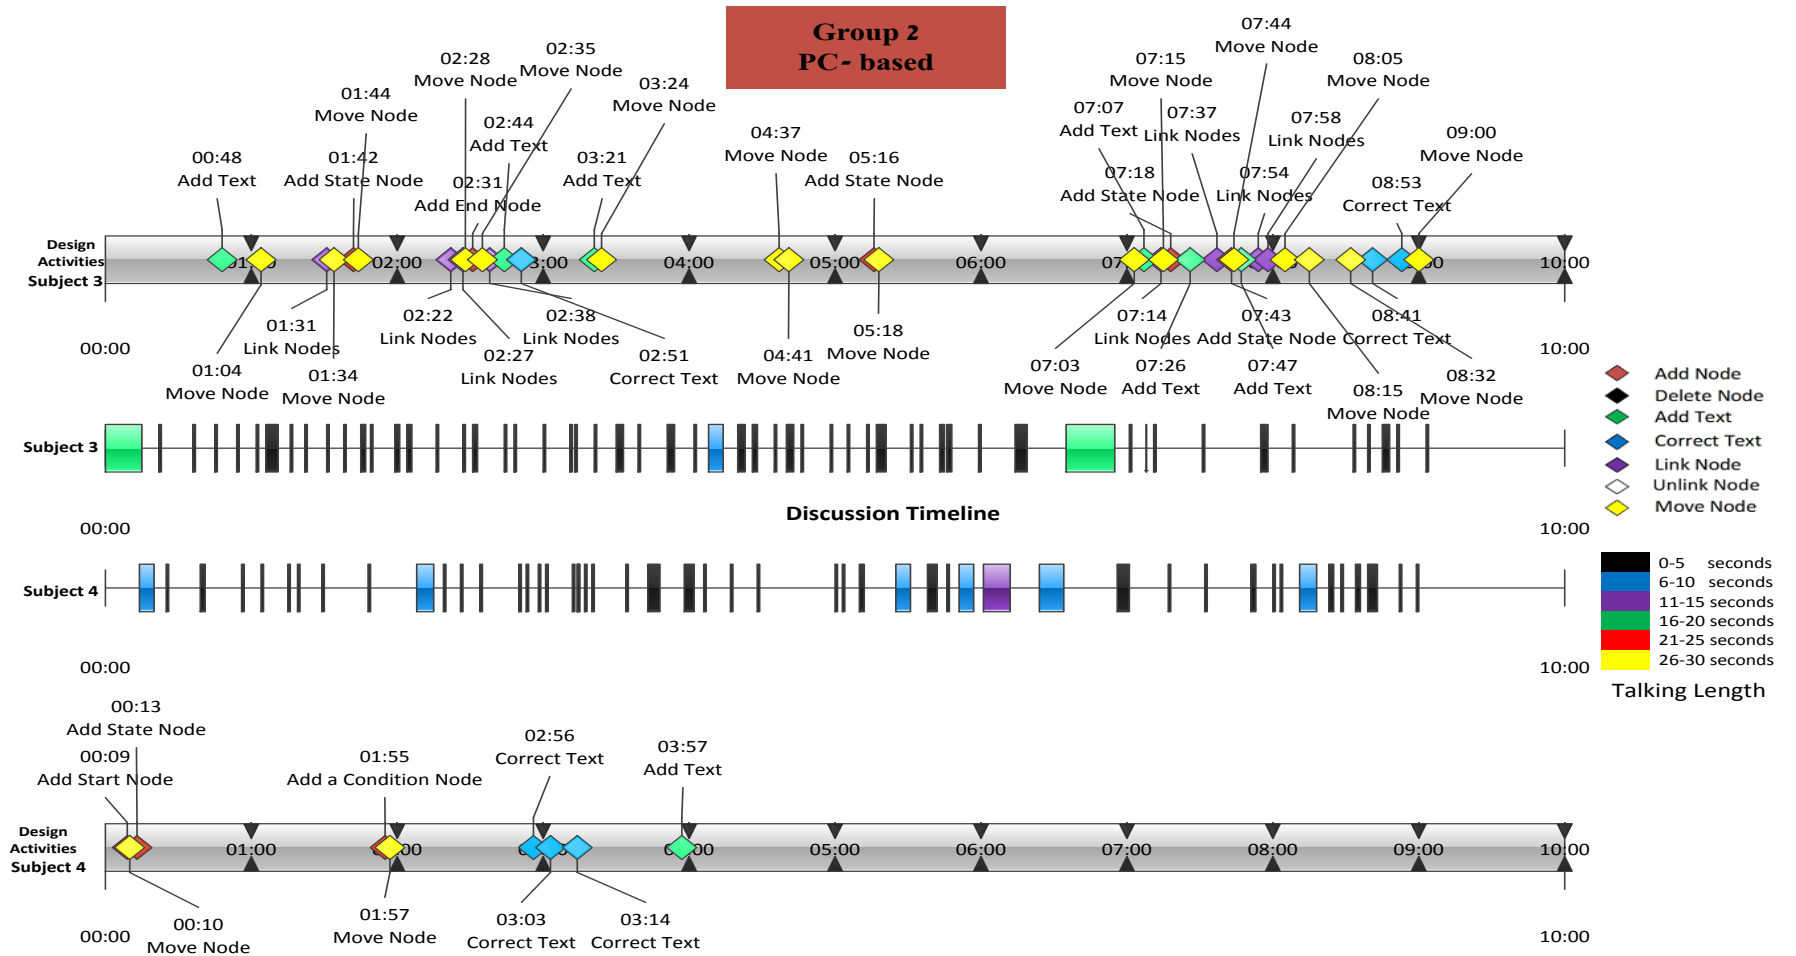 Group 2
PC- based
07:44
Move Node
02:35
Move Node
02:28
Move Node
07:15
Move Node
08:05
Move Node
03:24
Move Node
01:44
Move Node
07:07
Add Text
07:37
Link Nodes
07:58
Link Nodes
02:44
Add Text
04:37
Move Node
09:00
Move Node
00:48
Add Text
01:42
Add State Node
03:21
Add Text
05:16
Add State Node
07:18
Add State Node
07:54
Link Nodes
02:31
Add End Node
08:53
Correct Text
Design
Activities
Subject 3
02:00
04:00
05:00
06:00
10:00
01:31
Link Nodes
02:22
Link Nodes
02:38
Link Nodes
05:18
Move Node
07:14
Link Nodes
07:43
Add State Node
08:41
Correct Text
00:00
10:00
01:04
Move Node
01:34
Move Node
02:27
Link Nodes
02:51
Correct Text
04:41
Move Node
07:03
Move Node
07:26
Add Text
07:47
Add Text
08:15
Move Node
08:32
Move Node
Add Node
Delete Node
Add Text
Correct Text
Link Node
Unlink Node
Move Node
Subject 3
Discussion Timeline
00:00
10:00
Subject 4
0-5 seconds
6-10 seconds
11-15 seconds
16-20 seconds
21-25 seconds
26-30 seconds
Talking Length
00:00
10:00
00:13
Add State Node
00:09
Add Start Node
01:55
Add a Condition Node
02:56
Correct Text
03:57
Add Text
Design
Activities
Subject 4
01:00
05:00
06:00
07:00
08:00
09:00
10:00
00:00
00:10
Move Node
01:57
Move Node
03:03
Correct Text
03:14
Correct Text
10:00